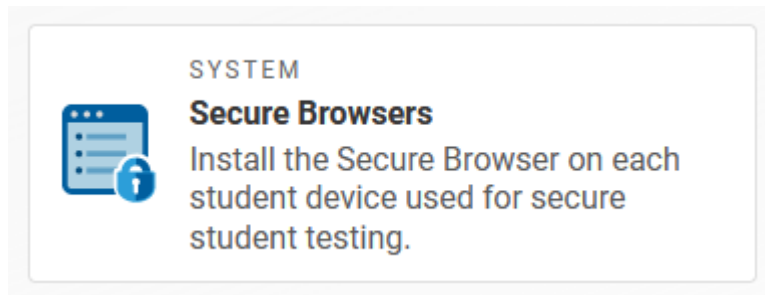 SYSTEM
Secure Browsers
Install the Secure Browser on each
student device used for secure
student testing.